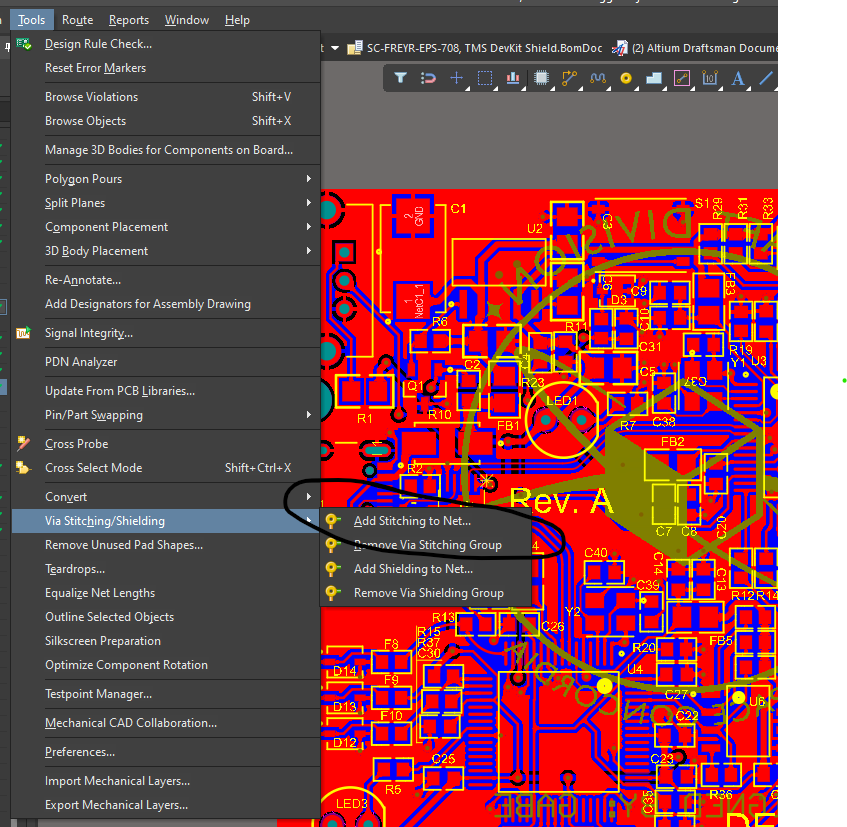 Tools Route Reports Window Help
Design Rule Check...
Reset Error Markers
Browse Violations Shift+V
Browse Objects Shift+X
Manage 3D Bodies for Components on Board...
Polygon Pours
Split Planes
Component Placement
3D Body Placement
Re-Annotate...
Add Designators for Assembly Drawing
Signal Integrity...
PDN Analyzer
Update From PCB Libraries...
Pin/Part Swapping
Cross Probe
Cross Select Mode Shift+Ctrl+X
Convert
Via Stitching/Shielding
Remove Unused Pad Shapes...
Teardrops...
Equalize Net Lengths
Outline Selected Objects
Silkscreen Preparation
Optimize Component Rotation
Testpoint Manager...
Mechanical CAD Collaboration...
Preferences...
Import Mechanical Layers...
Export Mechanical Layers...
Add Stitching to Net...
Remove Via Stitching Group
Add Shielding to Net...
Remove Via Shielding Group
SC-FREYR-EPS-708, TMS DevKit Shield.BomDoc (2) Altium Draftsman Docume
2
GND
C1
U2
C3
S1
R29
R31
R33
DIVISION
NetC1_1
R6
C9
D3
C10
FB3
R11
C31
R19
Y1
U3
C2
C5
C37
R1
Q1
R10
R23
LED1
FB1
R7
C38
R2
FB2
Rev. A
C7
C8
C20
C40
C14
C13
C39
R12
R14
Y2
R13
R15
R37
C30
C26
R20
FB5
F8
D14
F9
D13
F10
D12
U4
C27
U6
C22
C25
C23
R5
R36
C35
LED3
CONCORDIA
GABE